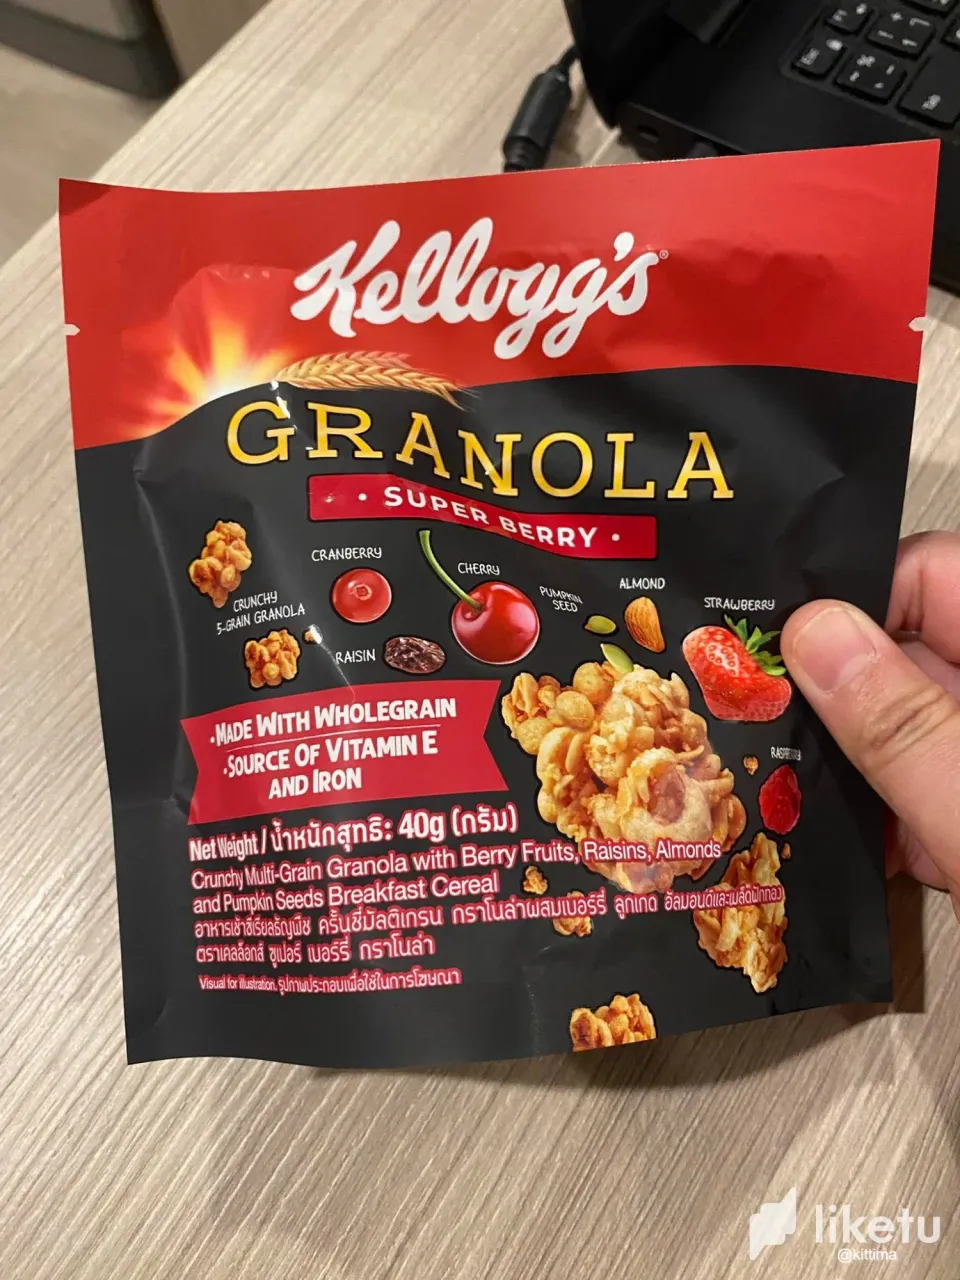 Kellogg's®
GRANOLA
· SUPER BERRY ·
CRANBERRY
CHERRY
PUMPKIN
SEED
ALMOND
STRAWBERRY
CRUNCHY
5-GRAIN GRANOLA
RAISIN
RASPBERRY
·MADE WITH WHOLEGRAIN
·SOURCE OF VITAMIN E
AND IRON
Net Weight / น้ำหนักสุทธิ: 40g (กรัม)
Crunchy Multi-Grain Granola with Berry Fruits, Raisins, Almonds
and Pumpkin Seeds Breakfast Cereal
อาหารเช้าซีเรียลธัญพืช ครั้นชี่มัลติเกรน กราโนล่าผสมเบอร์รี่ ลูกเกด อัลมอนด์และเมล็ดฟักทอง
ตราเคลล็อกส์ ซูเปอร์ เบอร์รี่ กราโนล่า
Visual for illustration. รูปภาพประกอบเพื่อใช้ในการโฆษณา
Esc
Tab
liketu
@kittima